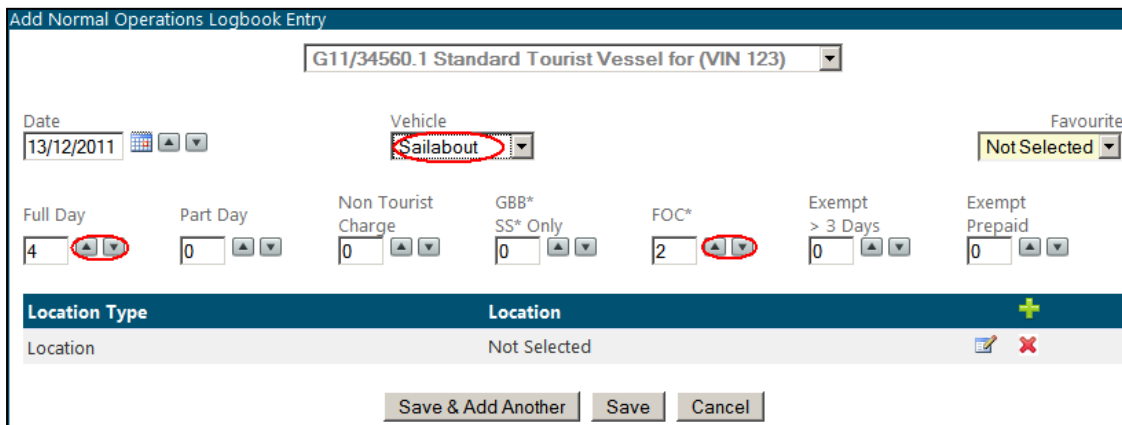 Add Normal Operations Logbook Entry
G11/34560.1 Standard Tourist Vessel for (VIN 123)
Date Vehicle Favourite
13/12/2011 Sailabout Not Selected
Full Day Part Day Non Tourist Charge GBB* SS* Only FOC* Exempt > 3 Days Exempt Prepaid
4 0 0 0 2 0 0
Location Type Location
Location Not Selected
Save & Add Another Save Cancel